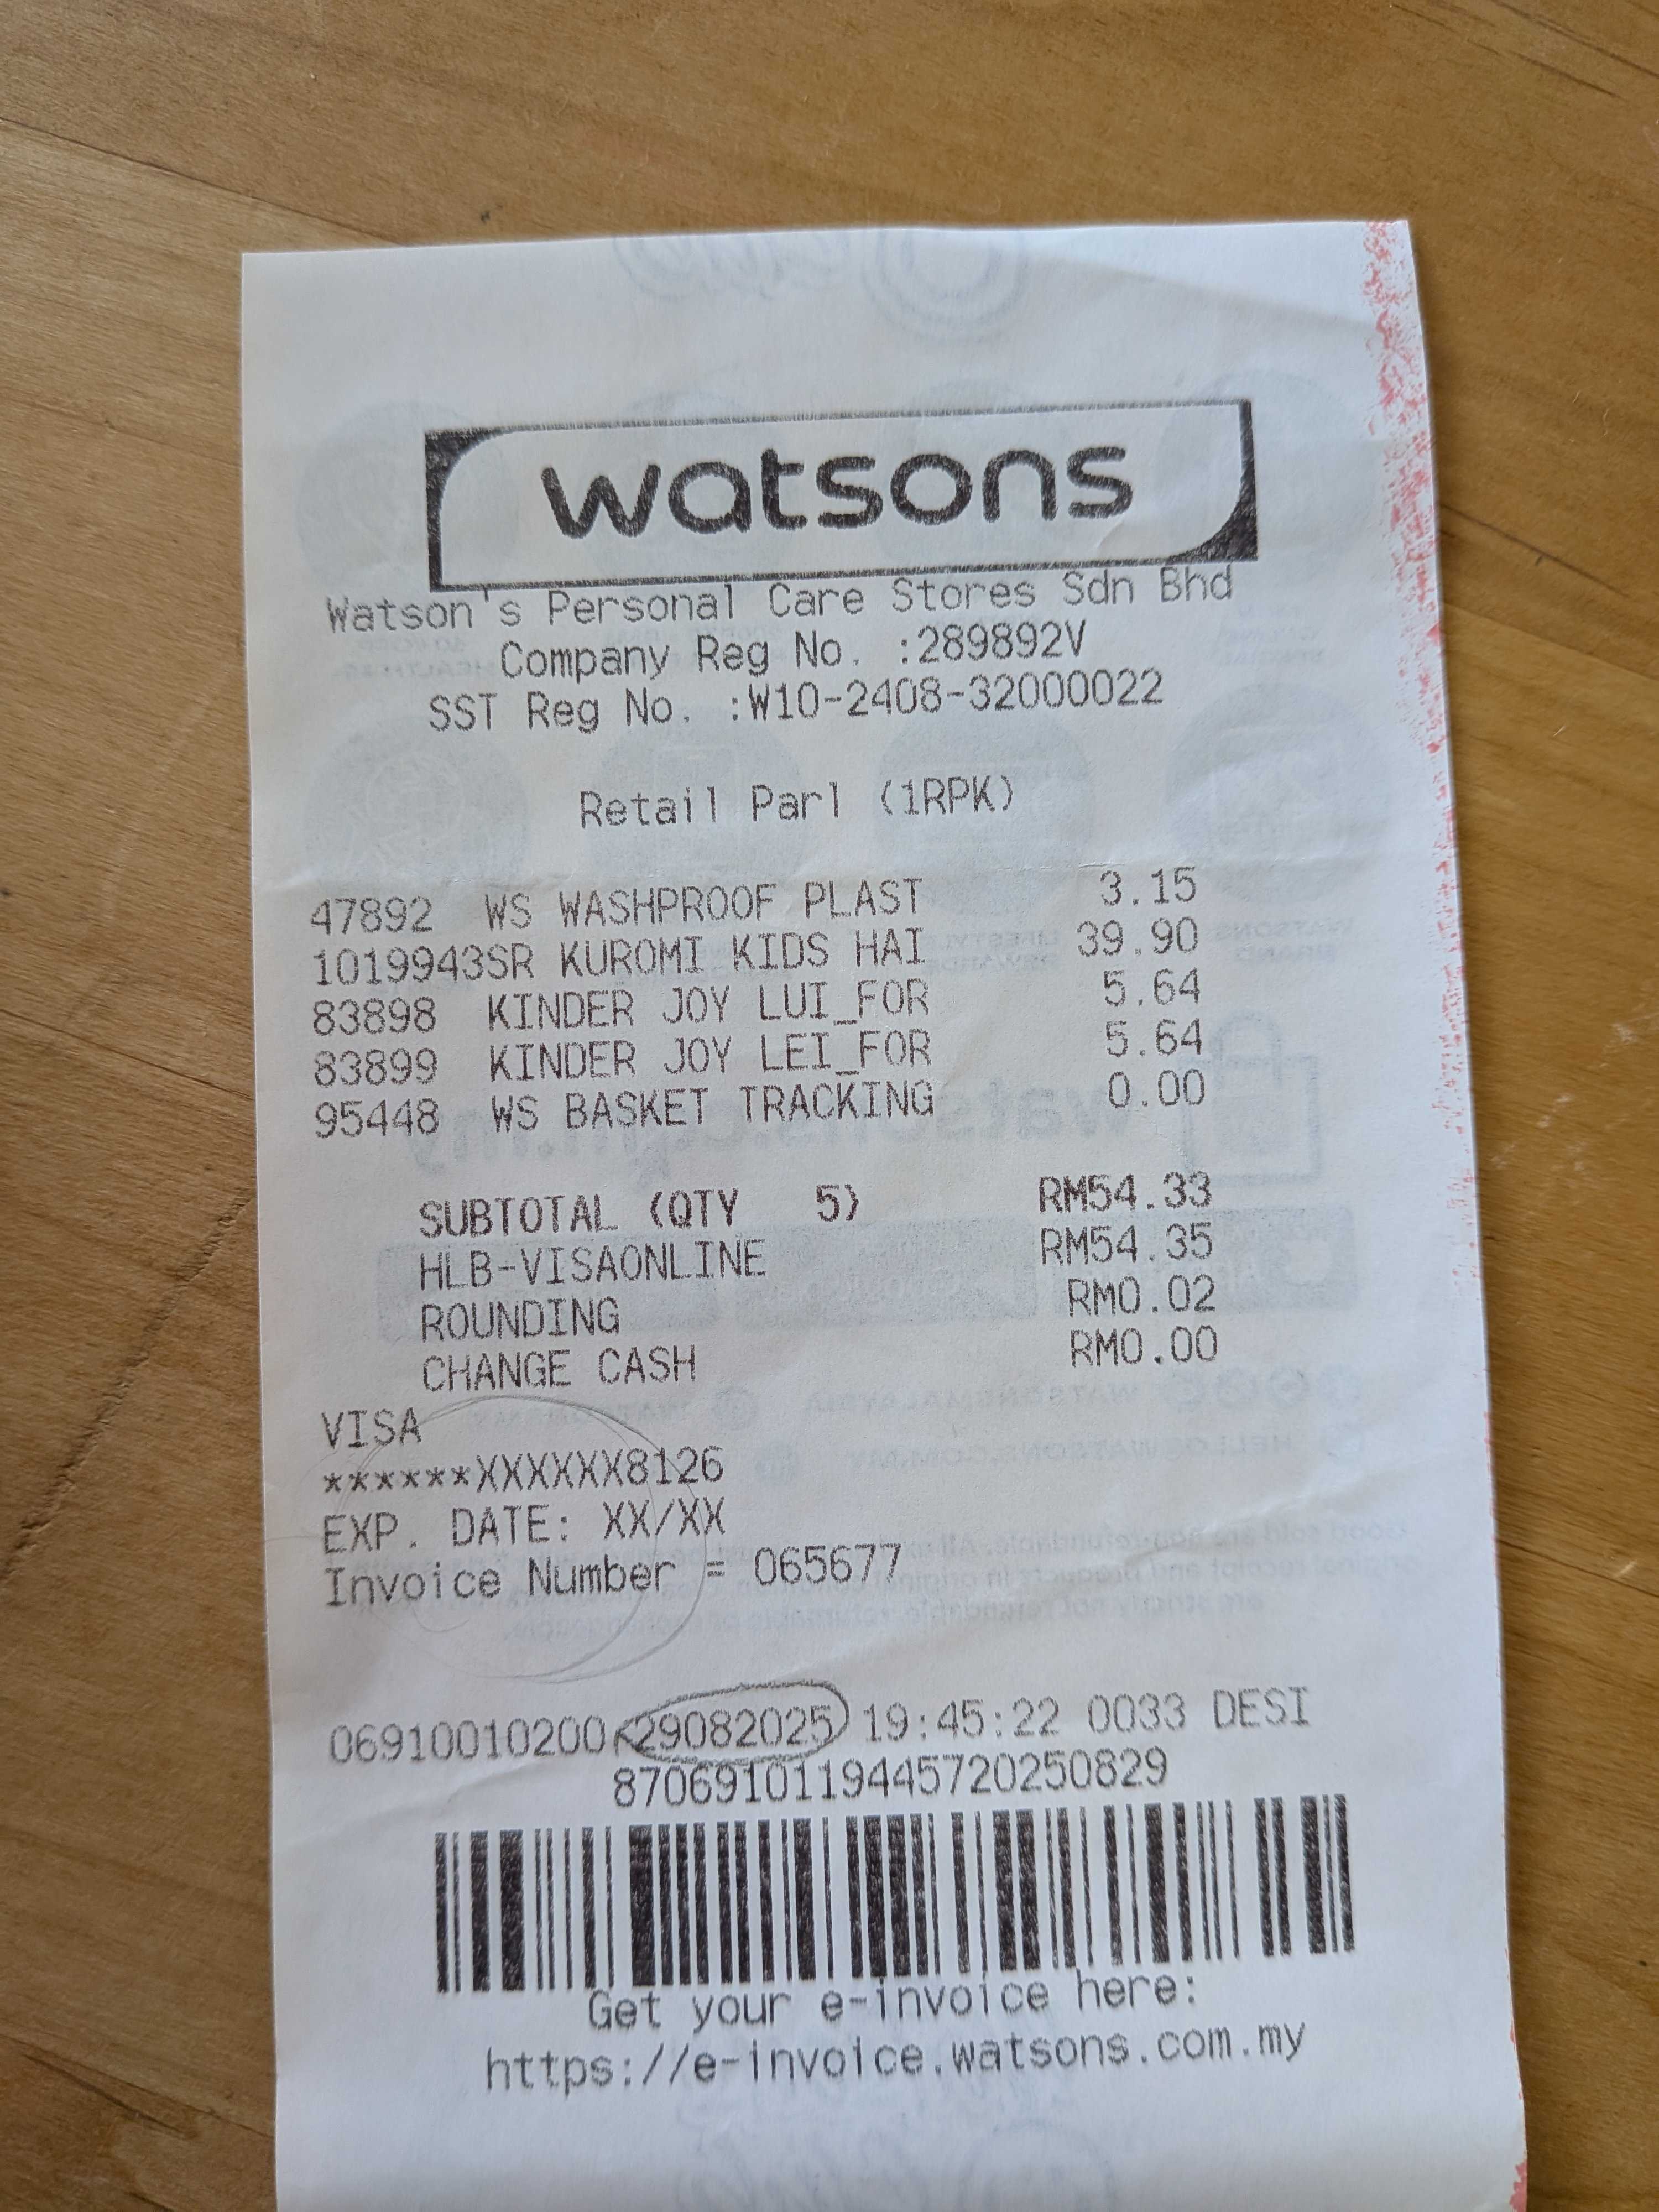 watsons
Watson's Personal Care Stores Sdn Bhd
Company Reg No. :289892V
SST Reg No. :W10-2408-32000022
Retail Parl (1RPK)
47892 WS WASHPROOF PLAST 3.15
1019943SR KUROMI KIDS HAI 39.90
83898 KINDER JOY LUI_FOR 5.64
83899 KINDER JOY LEI_FOR 5.64
95448 WS BASKET TRACKING 0.00
SUBTOTAL (QTY 5) RM54.33
HLB-VISAONLINE RM54.35
ROUNDING RM0.02
CHANGE CASH RM0.00
VISA
******XXXXXX8126
EXP. DATE: XX/XX
Invoice Number = 065677
06910010200 29082025 19:45:22 0033 DESI
8706910119445720250829
Get your e-invoice here:
https://e-invoice.watsons.com.my